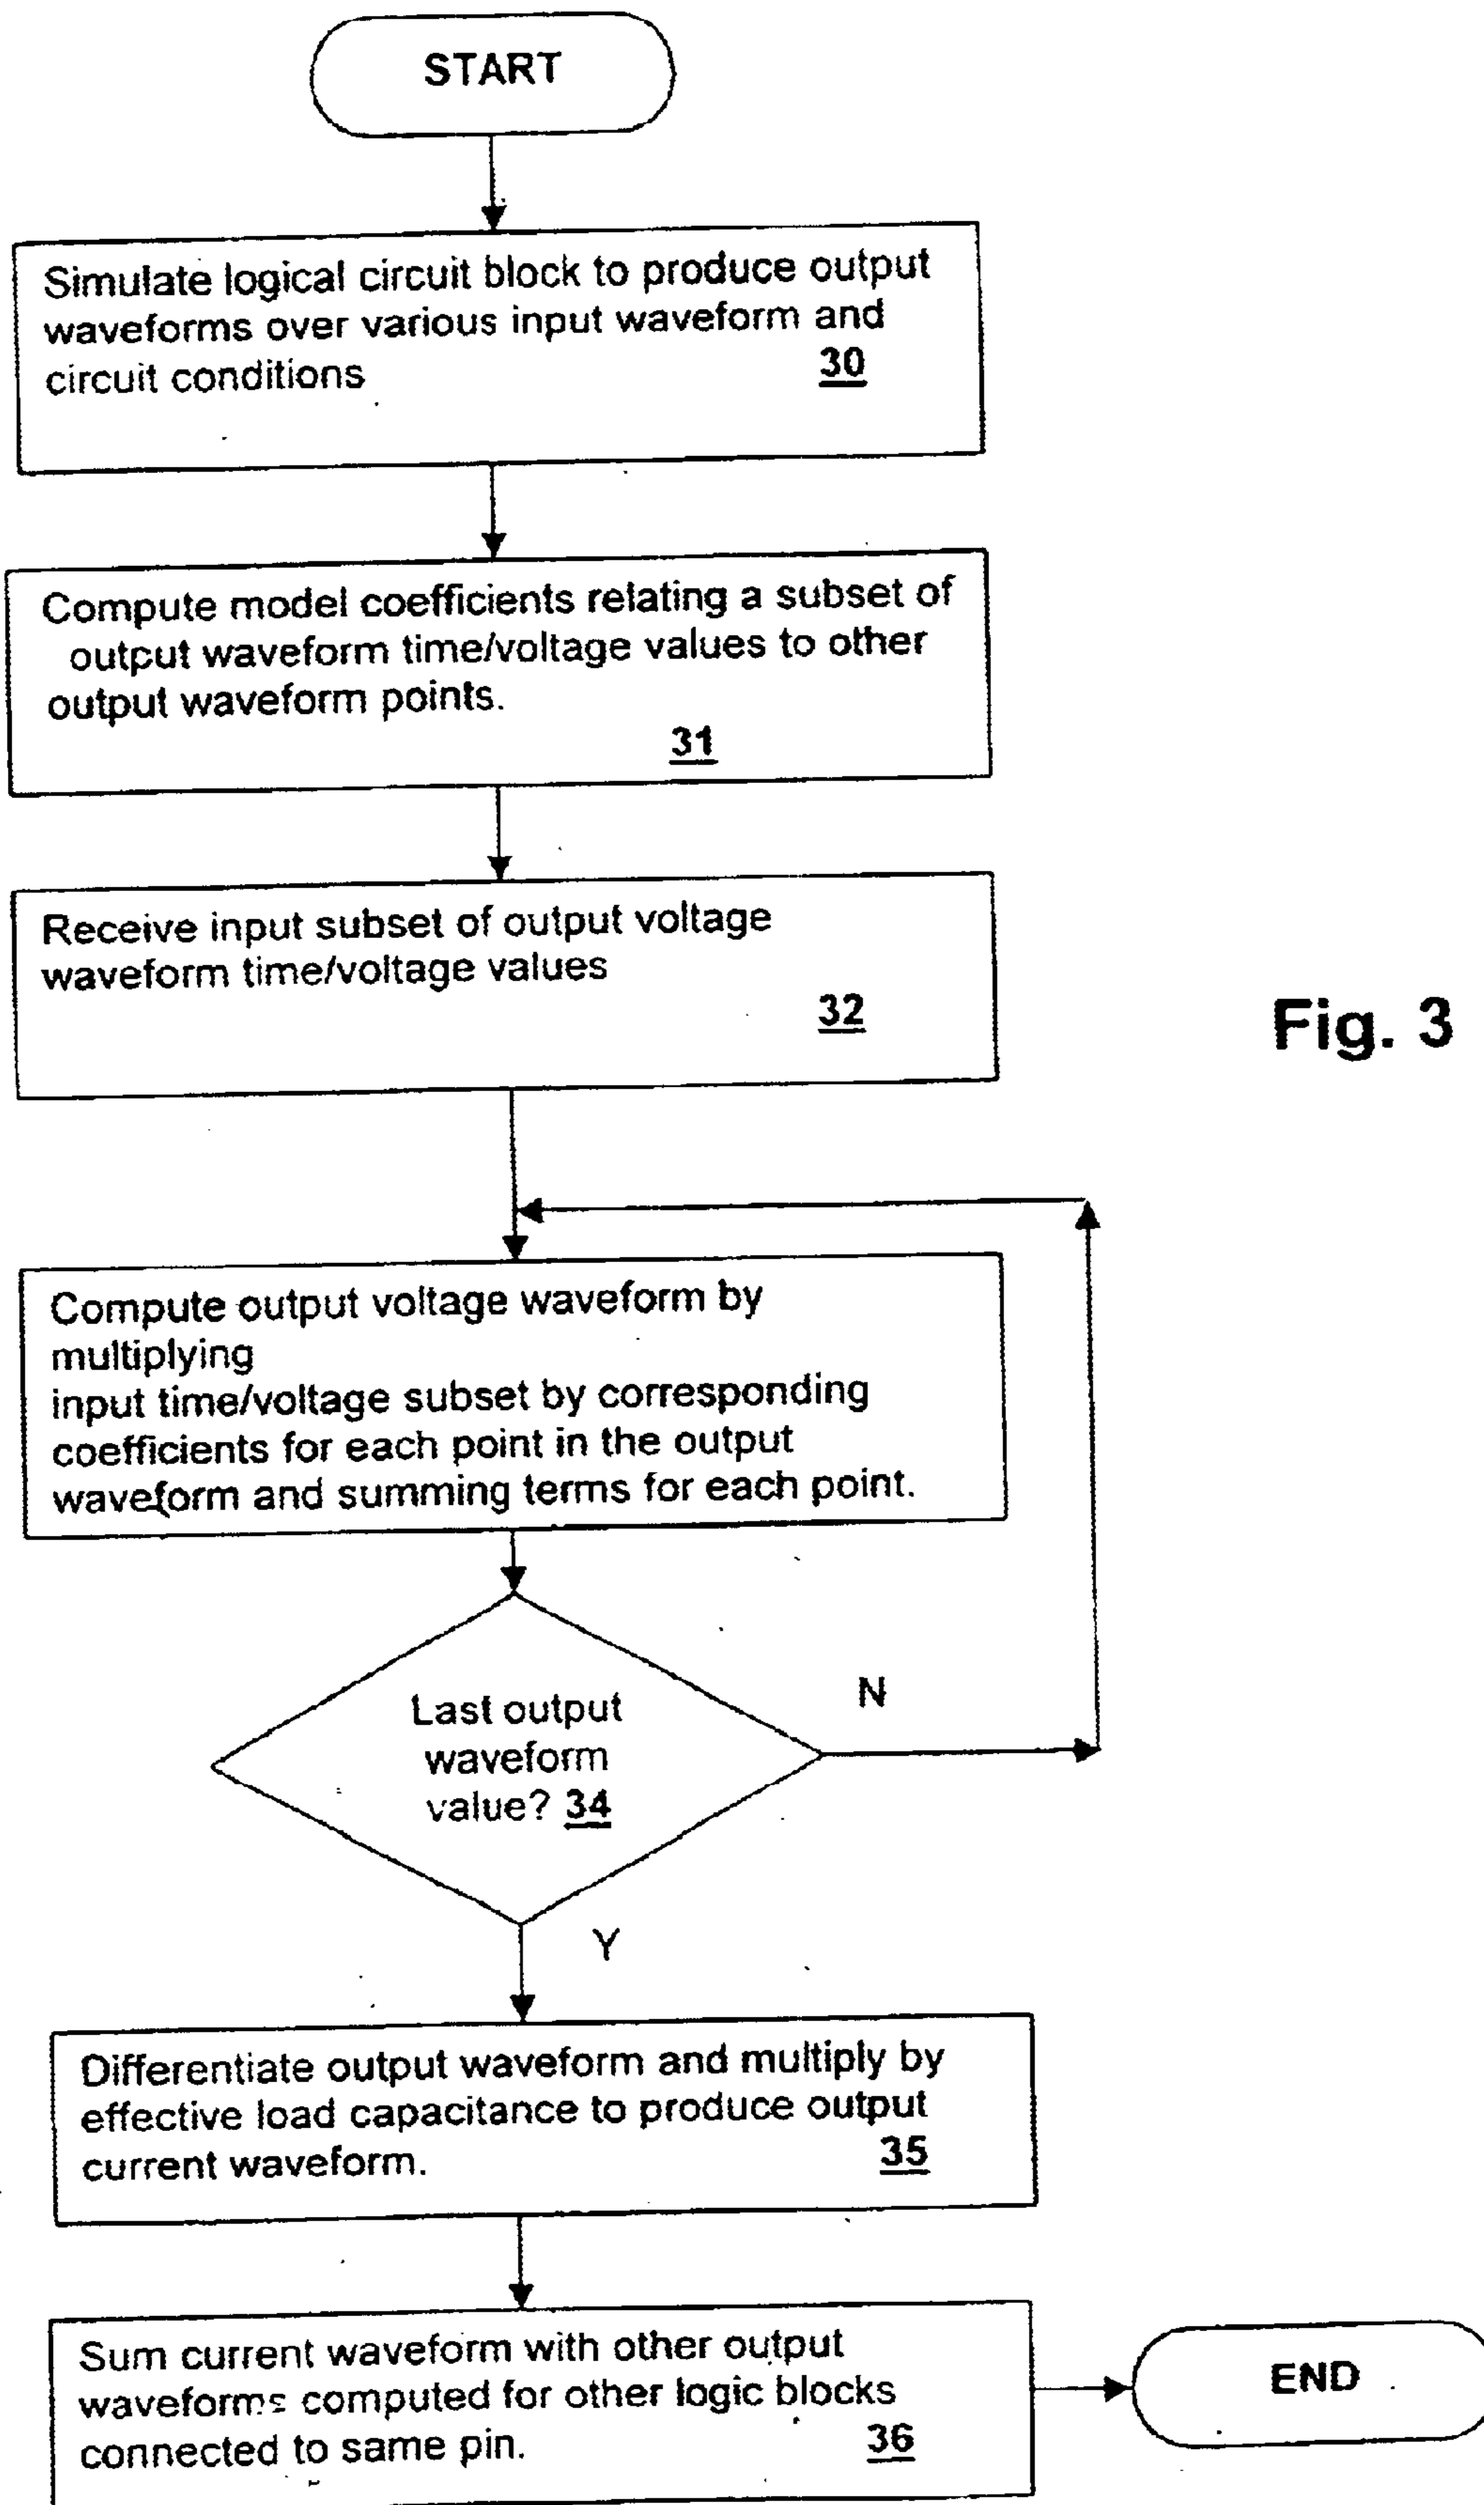 START
Simulate logical circuit block to produce output
waveforms over various input waveform and
circuit conditions 30
Compute model coefficients relating a subset of
output waveform time/voltage values to other
output waveform points.
31
Receive input subset of output voltage
waveform time/voltage values
32
Fig. 3
Compute output voltage waveform by
multiplying
input time/voltage subset by corresponding
coefficients for each point in the output
waveform and summing terms for each point.
Last output
waveform
value? 34
N
Y
Differentiate output waveform and multiply by
effective load capacitance to produce output
current waveform. 35
Sum current waveform with other output
waveforms computed for other logic blocks
connected to same pin. 36
END